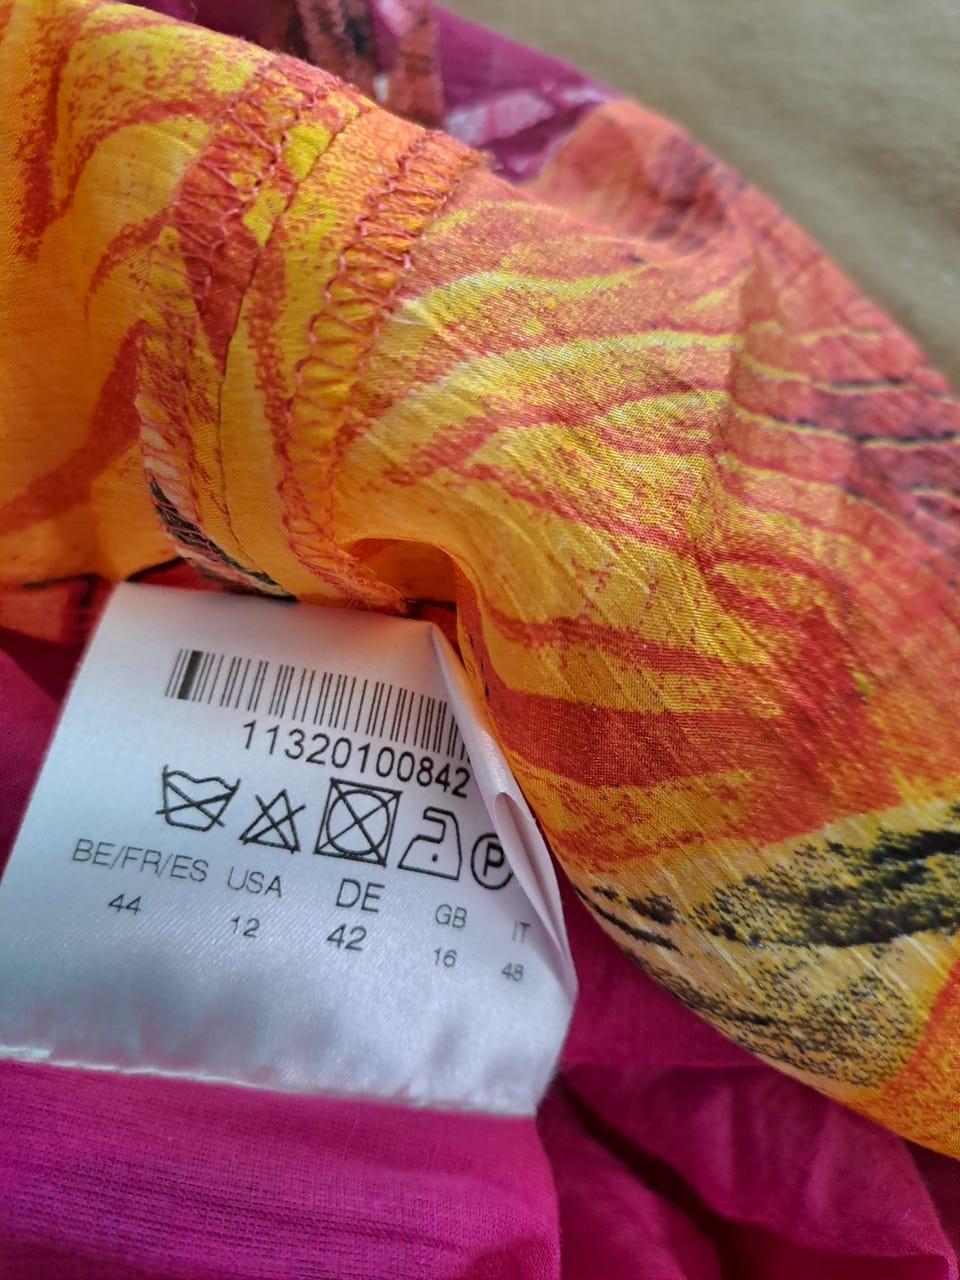 11320100842
P
BE/FR/ES USA DE GB IT
44 12 42 16 48